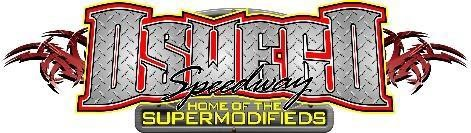 OSWEGO
Speedway
HOME OF THE
SUPERMODIFIEDS